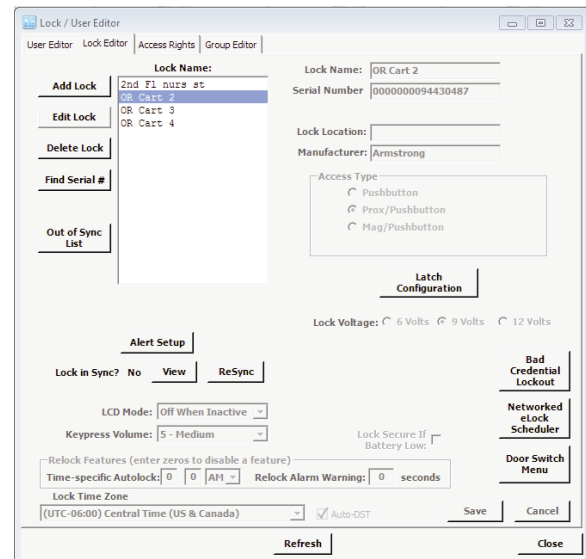 Lock / User Editor
User Editor Lock Editor Access Rights Group Editor
Lock Name:
Add Lock
Edit Lock
Delete Lock
Find Serial #
Out of Sync
List
2nd Fl nurs st
OR Cart 2
OR Cart 3
OR Cart 4
Lock Name: OR Cart 2
Serial Number 0000000094430487
Lock Location:
Manufacturer: Armstrong
Access Type
Pushbutton
Prox/Pushbutton
Mag/Pushbutton
Latch
Configuration
Lock Voltage: 6 Volts 9 Volts 12 Volts
Alert Setup
Lock in Sync? No View ReSync
Bad
Credential
Lockout
LCD Mode: Off When Inactive
Keypress Volume: 5 - Medium
Lock Secure If
Battery Low:
Networked
eLock
Scheduler
Relock Features (enter zeros to disable a feature)
Time-specific Autolock: 0 0 AM Relock Alarm Warning: 0 seconds
Door Switch
Menu
Lock Time Zone
(UTC-06:00) Central Time (US & Canada) Auto-DST
Save Cancel
Refresh Close